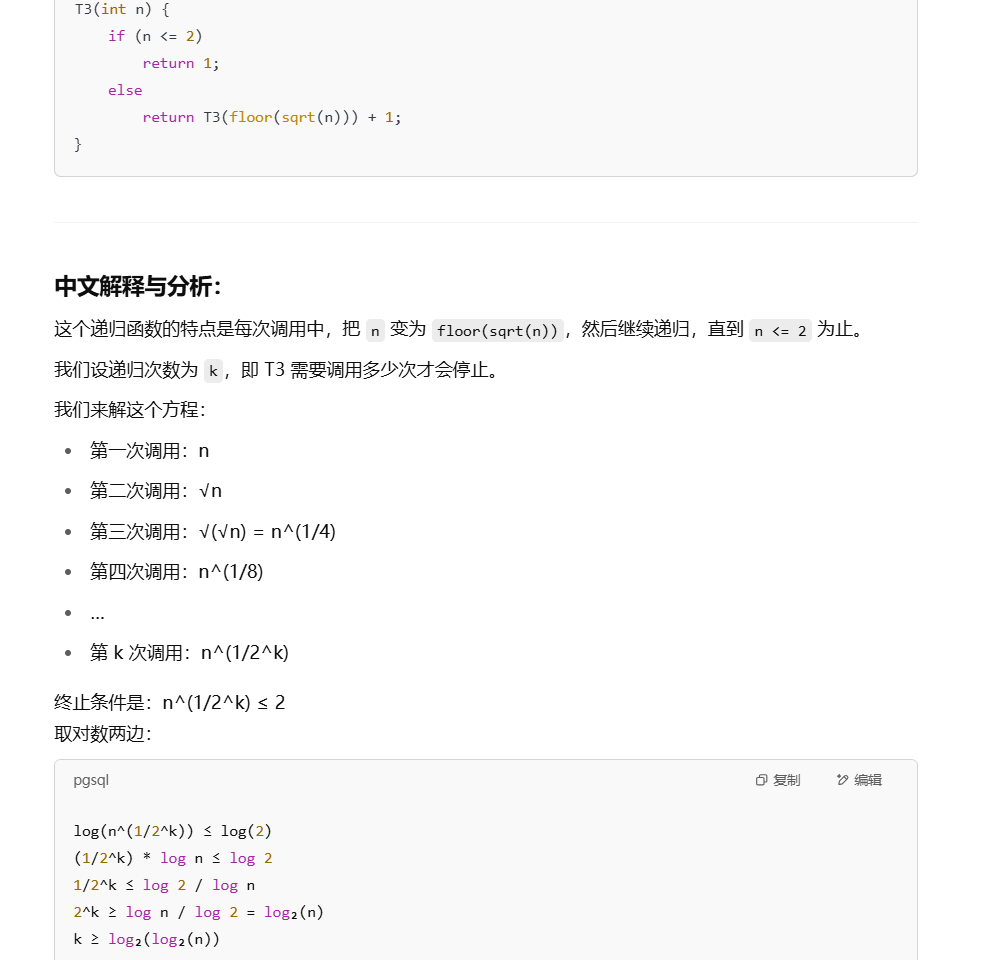 T3(int n) {
if (n <= 2)
return 1;
else
return T3(floor(sqrt(n))) + 1;
}
中文解释与分析：
这个递归函数的特点是每次调用中，把 n 变为 floor(sqrt(n))，然后继续递归，直到 n <= 2 为止。
我们设递归次数为 k，即 T3 需要调用多少次才会停止。
我们来解这个方程：
• 第一次调用：n
• 第二次调用：√n
• 第三次调用：√(√n) = n^(1/4)
• 第四次调用：n^(1/8)
• ...
• 第 k 次调用：n^(1/2^k)
终止条件是：n^(1/2^k) ≤ 2
取对数两边：
pgsql 复制 编辑
log(n^(1/2^k)) ≤ log(2)
(1/2^k) * log n ≤ log 2
1/2^k ≤ log 2 / log n
2^k ≥ log n / log 2 = log₂(n)
k ≥ log₂(log₂(n))